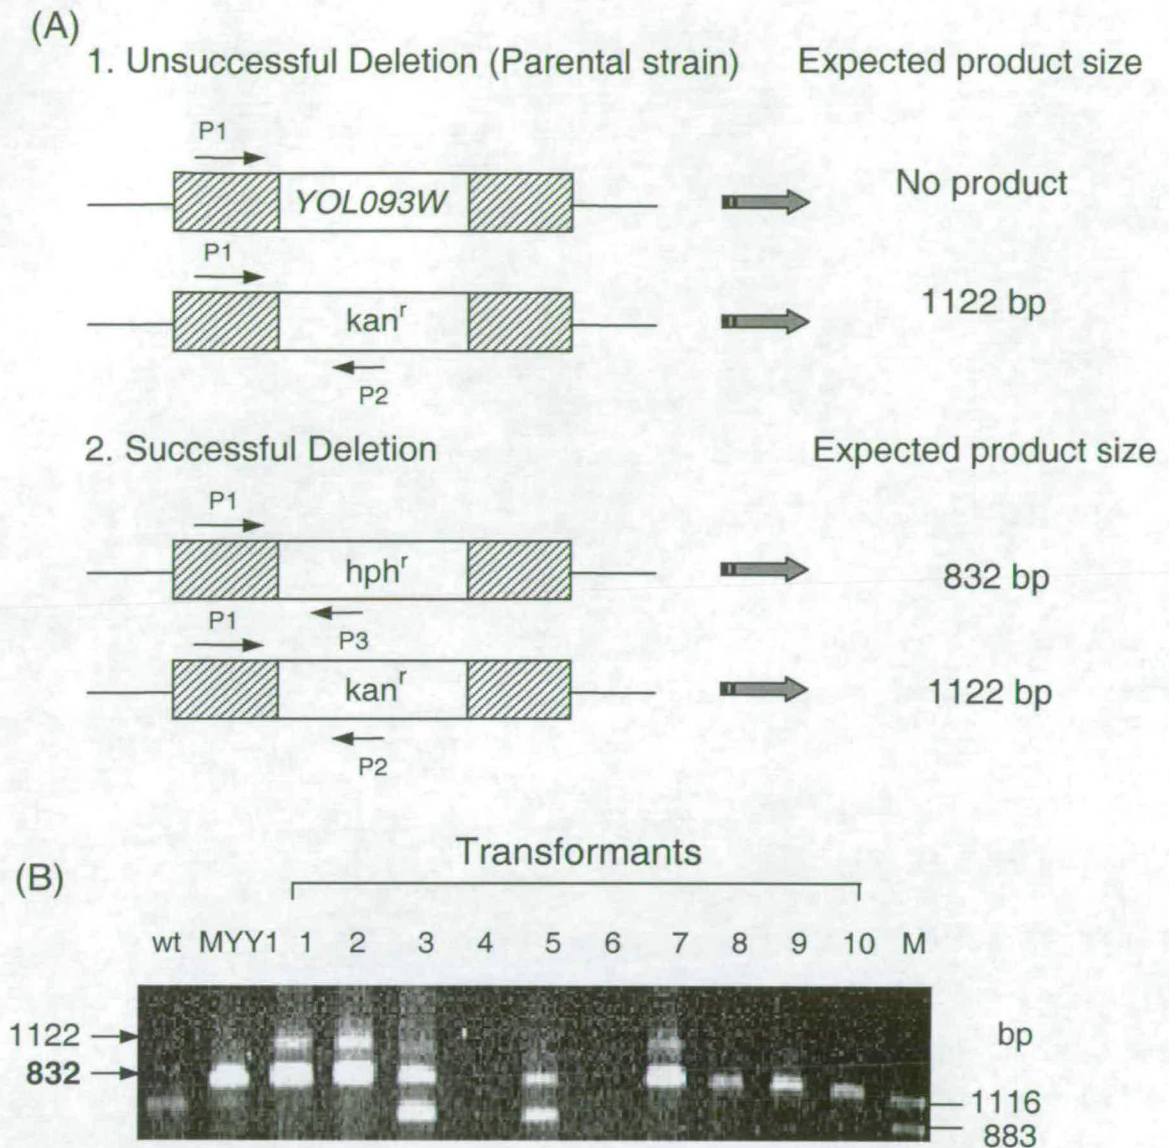 (A)
1. Unsuccessful Deletion (Parental strain) Expected product size
P1
YOL093W No product
P1
kanʳ 1122 bp
P2
2. Successful Deletion Expected product size
P1
hphʳ 832 bp
P1 P3
kanʳ 1122 bp
P2
(B)
Transformants
wt MYY1 1 2 3 4 5 6 7 8 9 10 M
1122 bp
832
1116
883